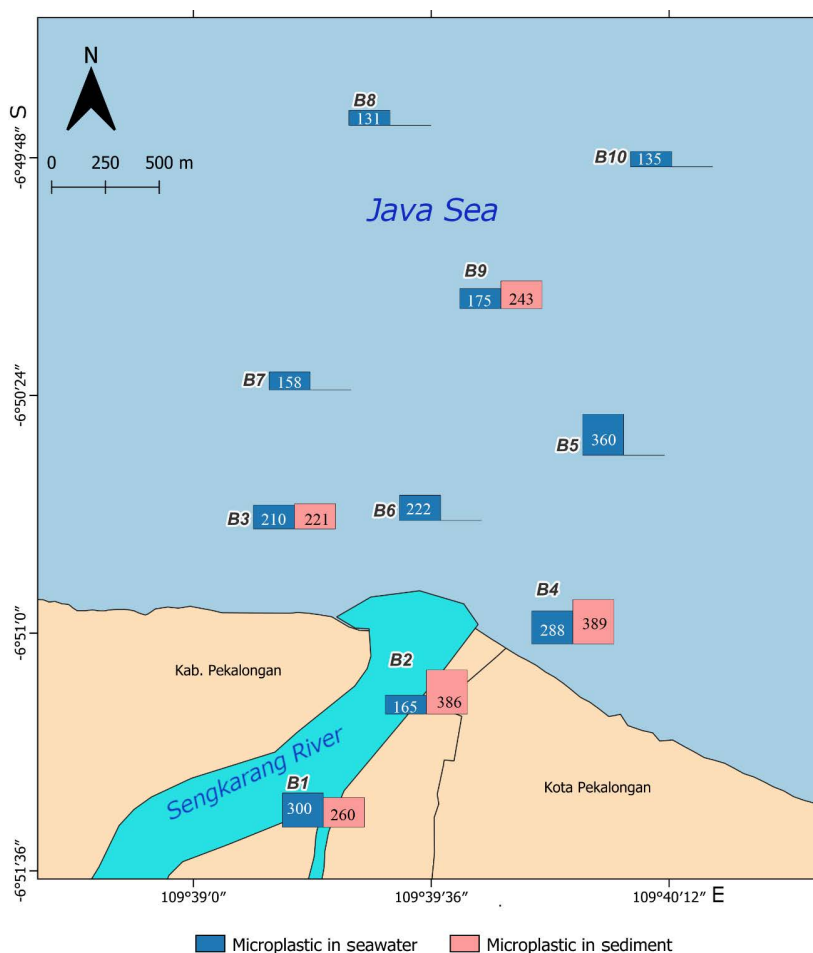 N
0 250 500 m
B8
131
B10
135
Java Sea
B9
175 243
B7
158
B5
360
B3
210 221
B6
222
B4
288 389
B2
165 386
Kab. Pekalongan
Sengkarang River
B1
300 260
Kota Pekalongan
S
-6°49'48"
-6°50'24"
-6°51'0"
-6°51'36"
109°39'0" 109°39'36" 109°40'12" E
Microplastic in seawater Microplastic in sediment